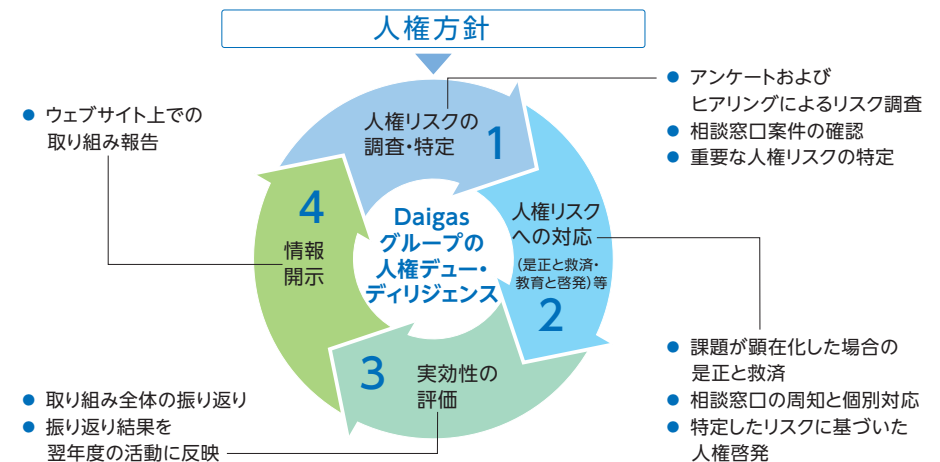 人権方針
人権リスクの
調査・特定
1
● アンケートおよび
ヒアリングによるリスク調査
● 相談窓口案件の確認
● 重要な人権リスクの特定
人権リスク
への対応
(是正と救済・
教育と啓発)等
2
● 課題が顕在化した場合の
是正と救済
● 相談窓口の周知と個別対応
● 特定したリスクに基づいた
人権啓発
3
実効性の
評価
● 取り組み全体の振り返り
● 振り返り結果を
翌年度の活動に反映
4
情報
開示
● ウェブサイト上での
取り組み報告
Daigas
グループの
人権デュー・
ディリジェンス